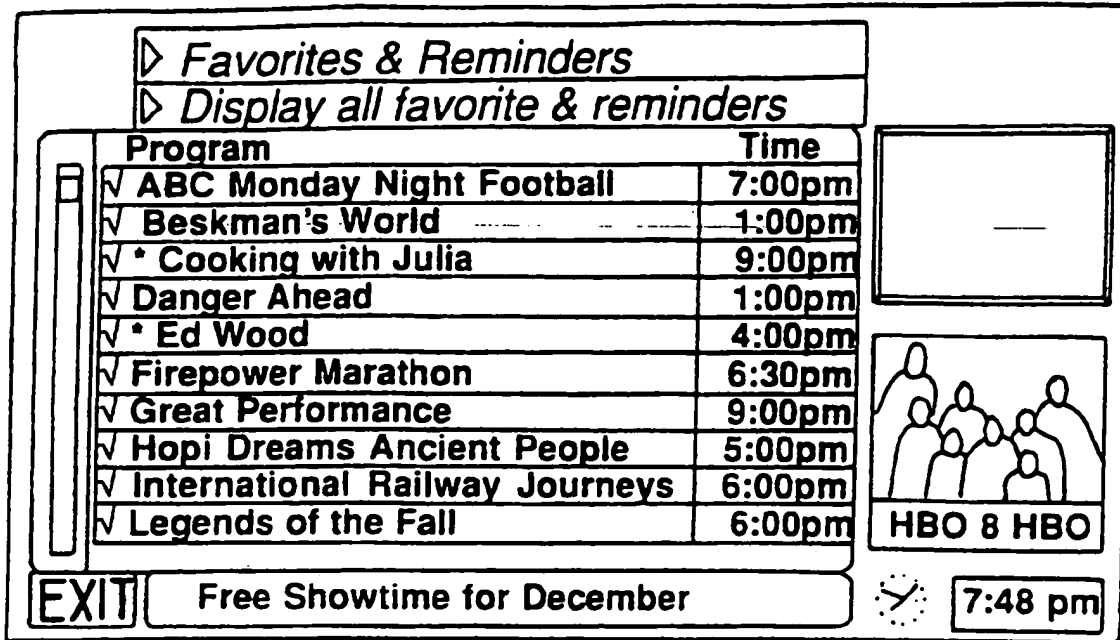 ▷ Favorites & Reminders
▷ Display all favorite & reminders
Program Time
√ ABC Monday Night Football 7:00pm
√ Beskman's World 1:00pm
√ * Cooking with Julia 9:00pm
√ Danger Ahead 1:00pm
√ * Ed Wood 4:00pm
√ Firepower Marathon 6:30pm
√ Great Performance 9:00pm
√ Hopi Dreams Ancient People 5:00pm
√ International Railway Journeys 6:00pm
√ Legends of the Fall 6:00pm
HBO 8 HBO
EXIT Free Showtime for December 7:48 pm